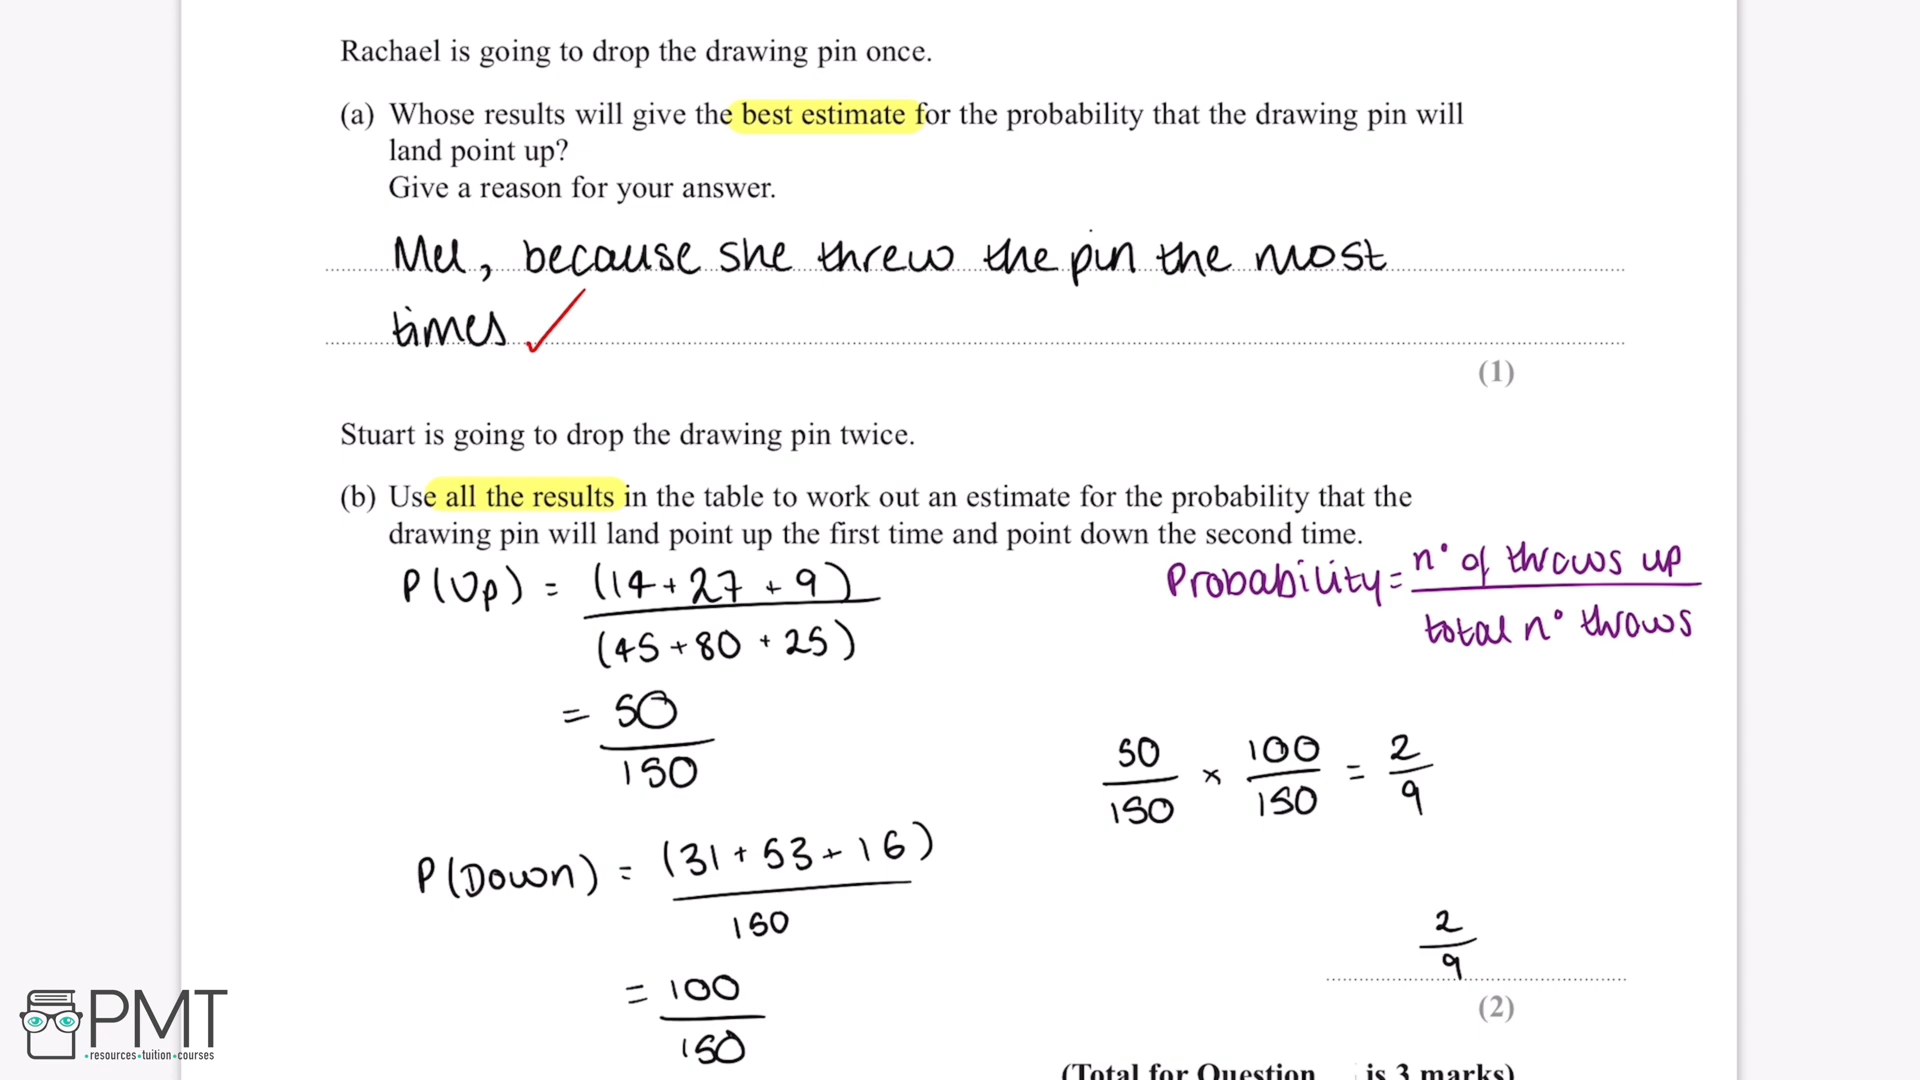 Rachael is going to drop the drawing pin once.
(a) Whose results will give the best estimate for the probability that the drawing pin will
land point up?
Give a reason for your answer.
Mel, because she threw the pin the most
times ✓
(1)
Stuart is going to drop the drawing pin twice.
(b) Use all the results in the table to work out an estimate for the probability that the
drawing pin will land point up the first time and point down the second time.
Probability = n° of throws up / total n° throws
P(Up) = (14 + 27 + 9) / (45 + 80 + 25)
= 50 / 150
50/150 × 100/150 = 2/9
P(Down) = (31 + 53 + 16) / 150
= 100 / 150
2/9
(2)
(Total for Question is 3 marks)
PMT
•resources•tuition•courses